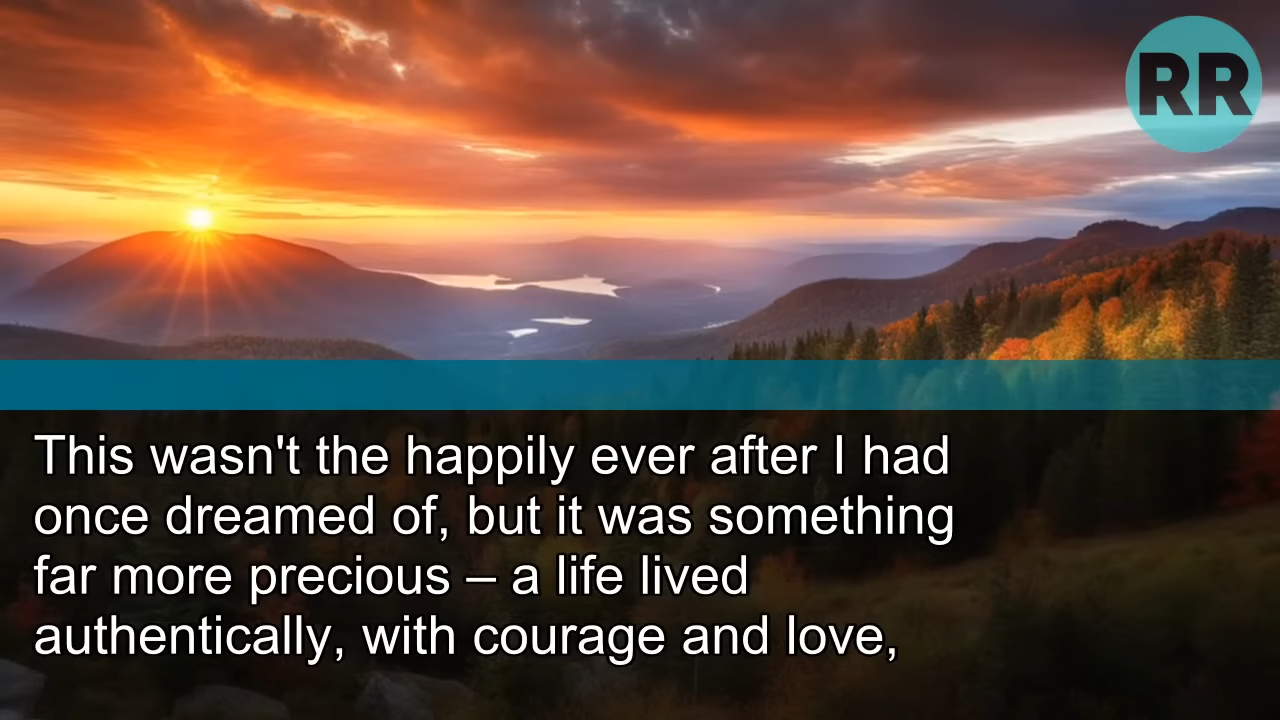 RR
This wasn't the happily ever after I had
once dreamed of, but it was something
far more precious – a life lived
authentically, with courage and love,